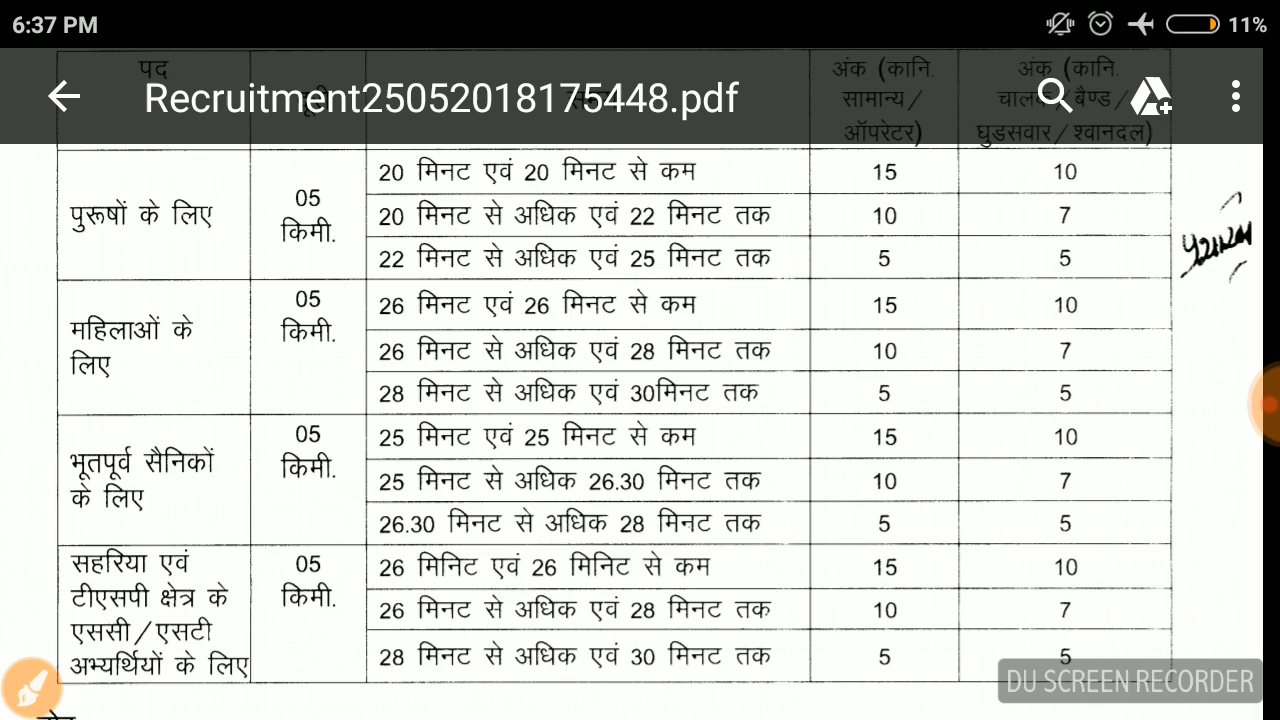 6:37 PM 11%
पद अंक (कानि. अंक (कानि.
Recruitment25052018175448.pdf
सामान्य/ चालक/बैण्ड/
ऑपरेटर) घुडसवार/श्वानदल)
पुरूषों के लिए 05 किमी. 20 मिनट एवं 20 मिनट से कम 15 10
20 मिनट से अधिक एवं 22 मिनट तक 10 7
22 मिनट से अधिक एवं 25 मिनट तक 5 5
महिलाओं के लिए 05 किमी. 26 मिनट एवं 26 मिनट से कम 15 10
26 मिनट से अधिक एवं 28 मिनट तक 10 7
28 मिनट से अधिक एवं 30मिनट तक 5 5
भूतपूर्व सैनिकों के लिए 05 किमी. 25 मिनट एवं 25 मिनट से कम 15 10
25 मिनट से अधिक 26.30 मिनट तक 10 7
26.30 मिनट से अधिक 28 मिनट तक 5 5
सहरिया एवं टीएसपी क्षेत्र के एससी/एसटी अभ्यर्थियों के लिए 05 किमी. 26 मिनिट एवं 26 मिनिट से कम 15 10
26 मिनट से अधिक एवं 28 मिनट तक 10 7
28 मिनट से अधिक एवं 30 मिनट तक 5 5
DU SCREEN RECORDER